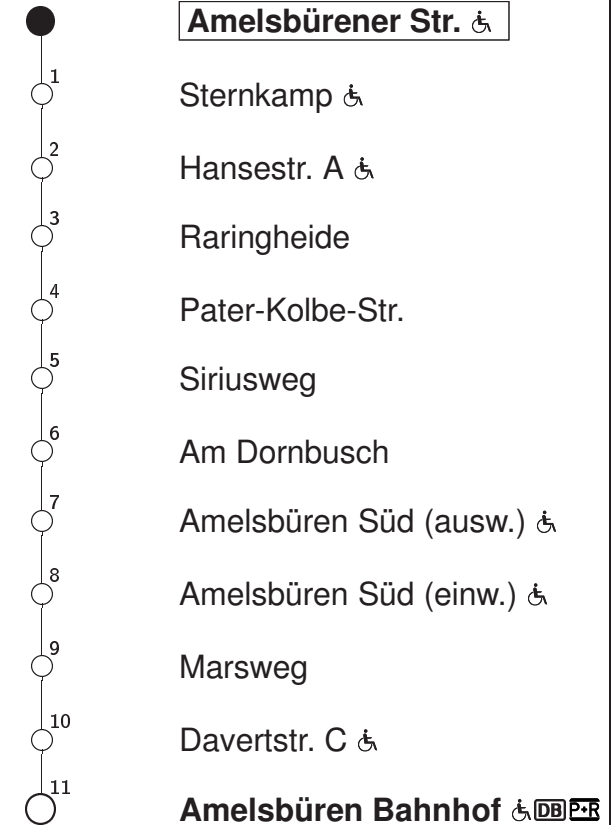 Amelsbürener Str.
1
Sternkamp
2
Hansestr. A
3
Raringheide
4
Pater-Kolbe-Str.
5
Siriusweg
6
Am Dornbusch
7
Amelsbüren Süd (ausw.)
8
Amelsbüren Süd (einw.)
9
Marsweg
10
Davertstr. C
11
Amelsbüren Bahnhof DB P+R